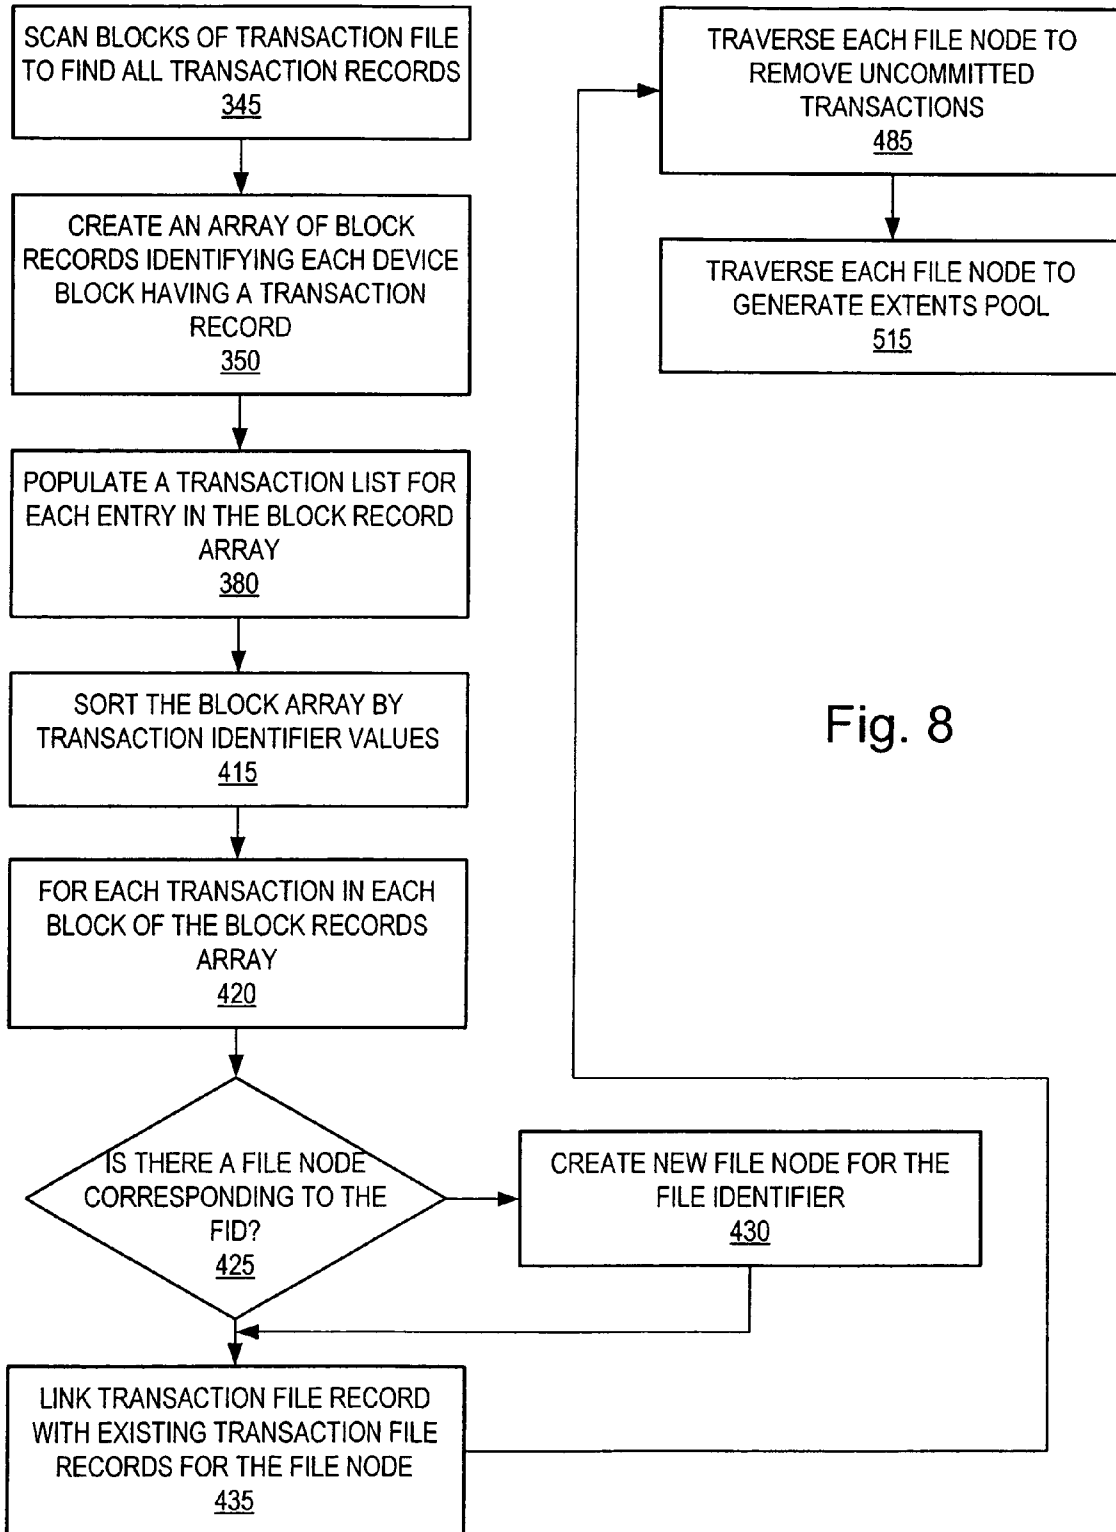 SCAN BLOCKS OF TRANSACTION FILE
TO FIND ALL TRANSACTION RECORDS
345
CREATE AN ARRAY OF BLOCK
RECORDS IDENTIFYING EACH DEVICE
BLOCK HAVING A TRANSACTION
RECORD
350
POPULATE A TRANSACTION LIST FOR
EACH ENTRY IN THE BLOCK RECORD
ARRAY
380
SORT THE BLOCK ARRAY BY
TRANSACTION IDENTIFIER VALUES
415
FOR EACH TRANSACTION IN EACH
BLOCK OF THE BLOCK RECORDS
ARRAY
420
IS THERE A FILE NODE
CORRESPONDING TO THE
FID?
425
CREATE NEW FILE NODE FOR THE
FILE IDENTIFIER
430
LINK TRANSACTION FILE RECORD
WITH EXISTING TRANSACTION FILE
RECORDS FOR THE FILE NODE
435
TRAVERSE EACH FILE NODE TO
REMOVE UNCOMMITTED
TRANSACTIONS
485
TRAVERSE EACH FILE NODE TO
GENERATE EXTENTS POOL
515
Fig. 8